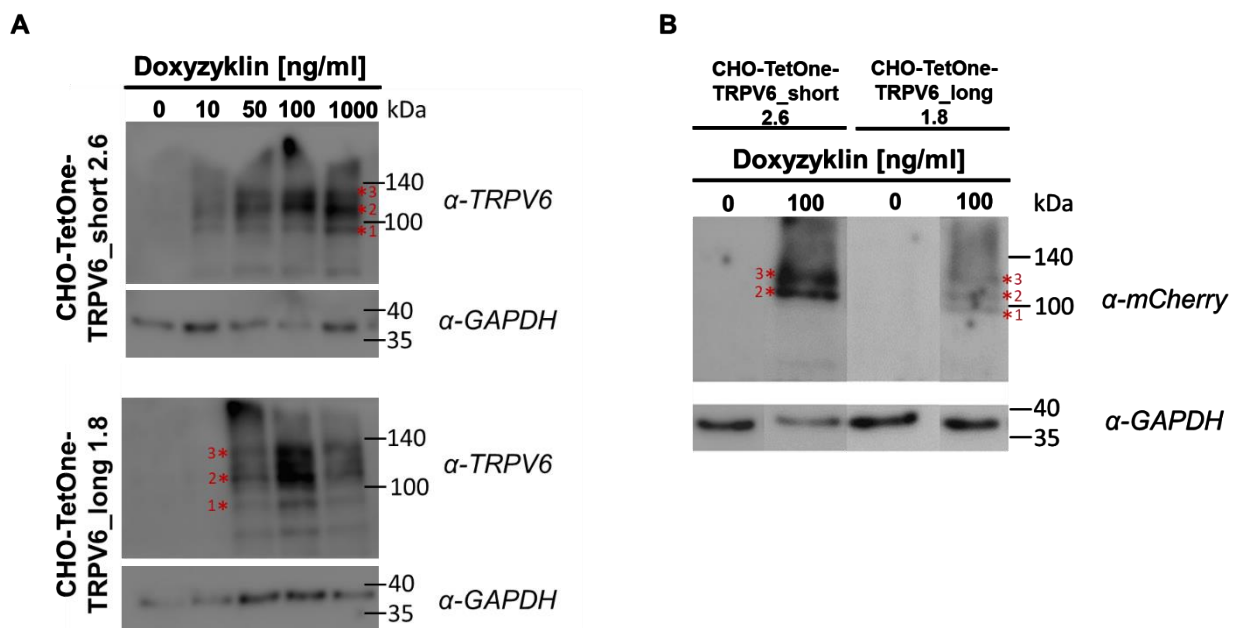 A
Doxyzyklin [ng/ml]
0 10 50 100 1000 kDa
CHO-TetOne-
TRPV6_short 2.6
140
100
*3
*2
*1
α-TRPV6
40
35
α-GAPDH
CHO-TetOne-
TRPV6_long 1.8
3*
2*
1*
140
100
α-TRPV6
40
35
α-GAPDH
B
CHO-TetOne-
TRPV6_short
2.6
CHO-TetOne-
TRPV6_long
1.8
Doxyzyklin [ng/ml]
0 100 0 100 kDa
3*
2*
*3
*2
*1
140
100
α-mCherry
40
35
α-GAPDH